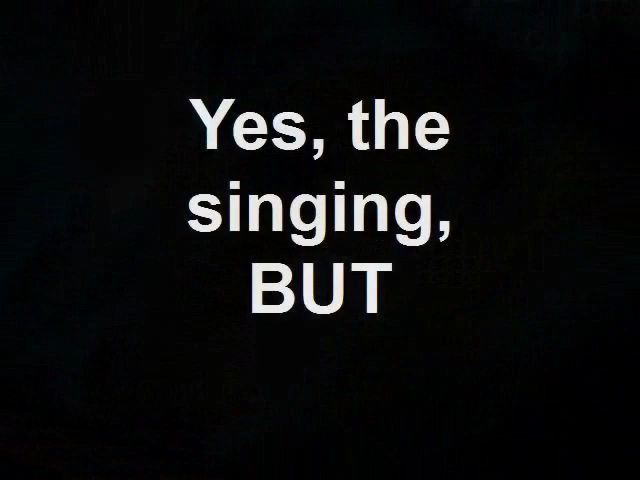 Yes, the
singing,
BUT